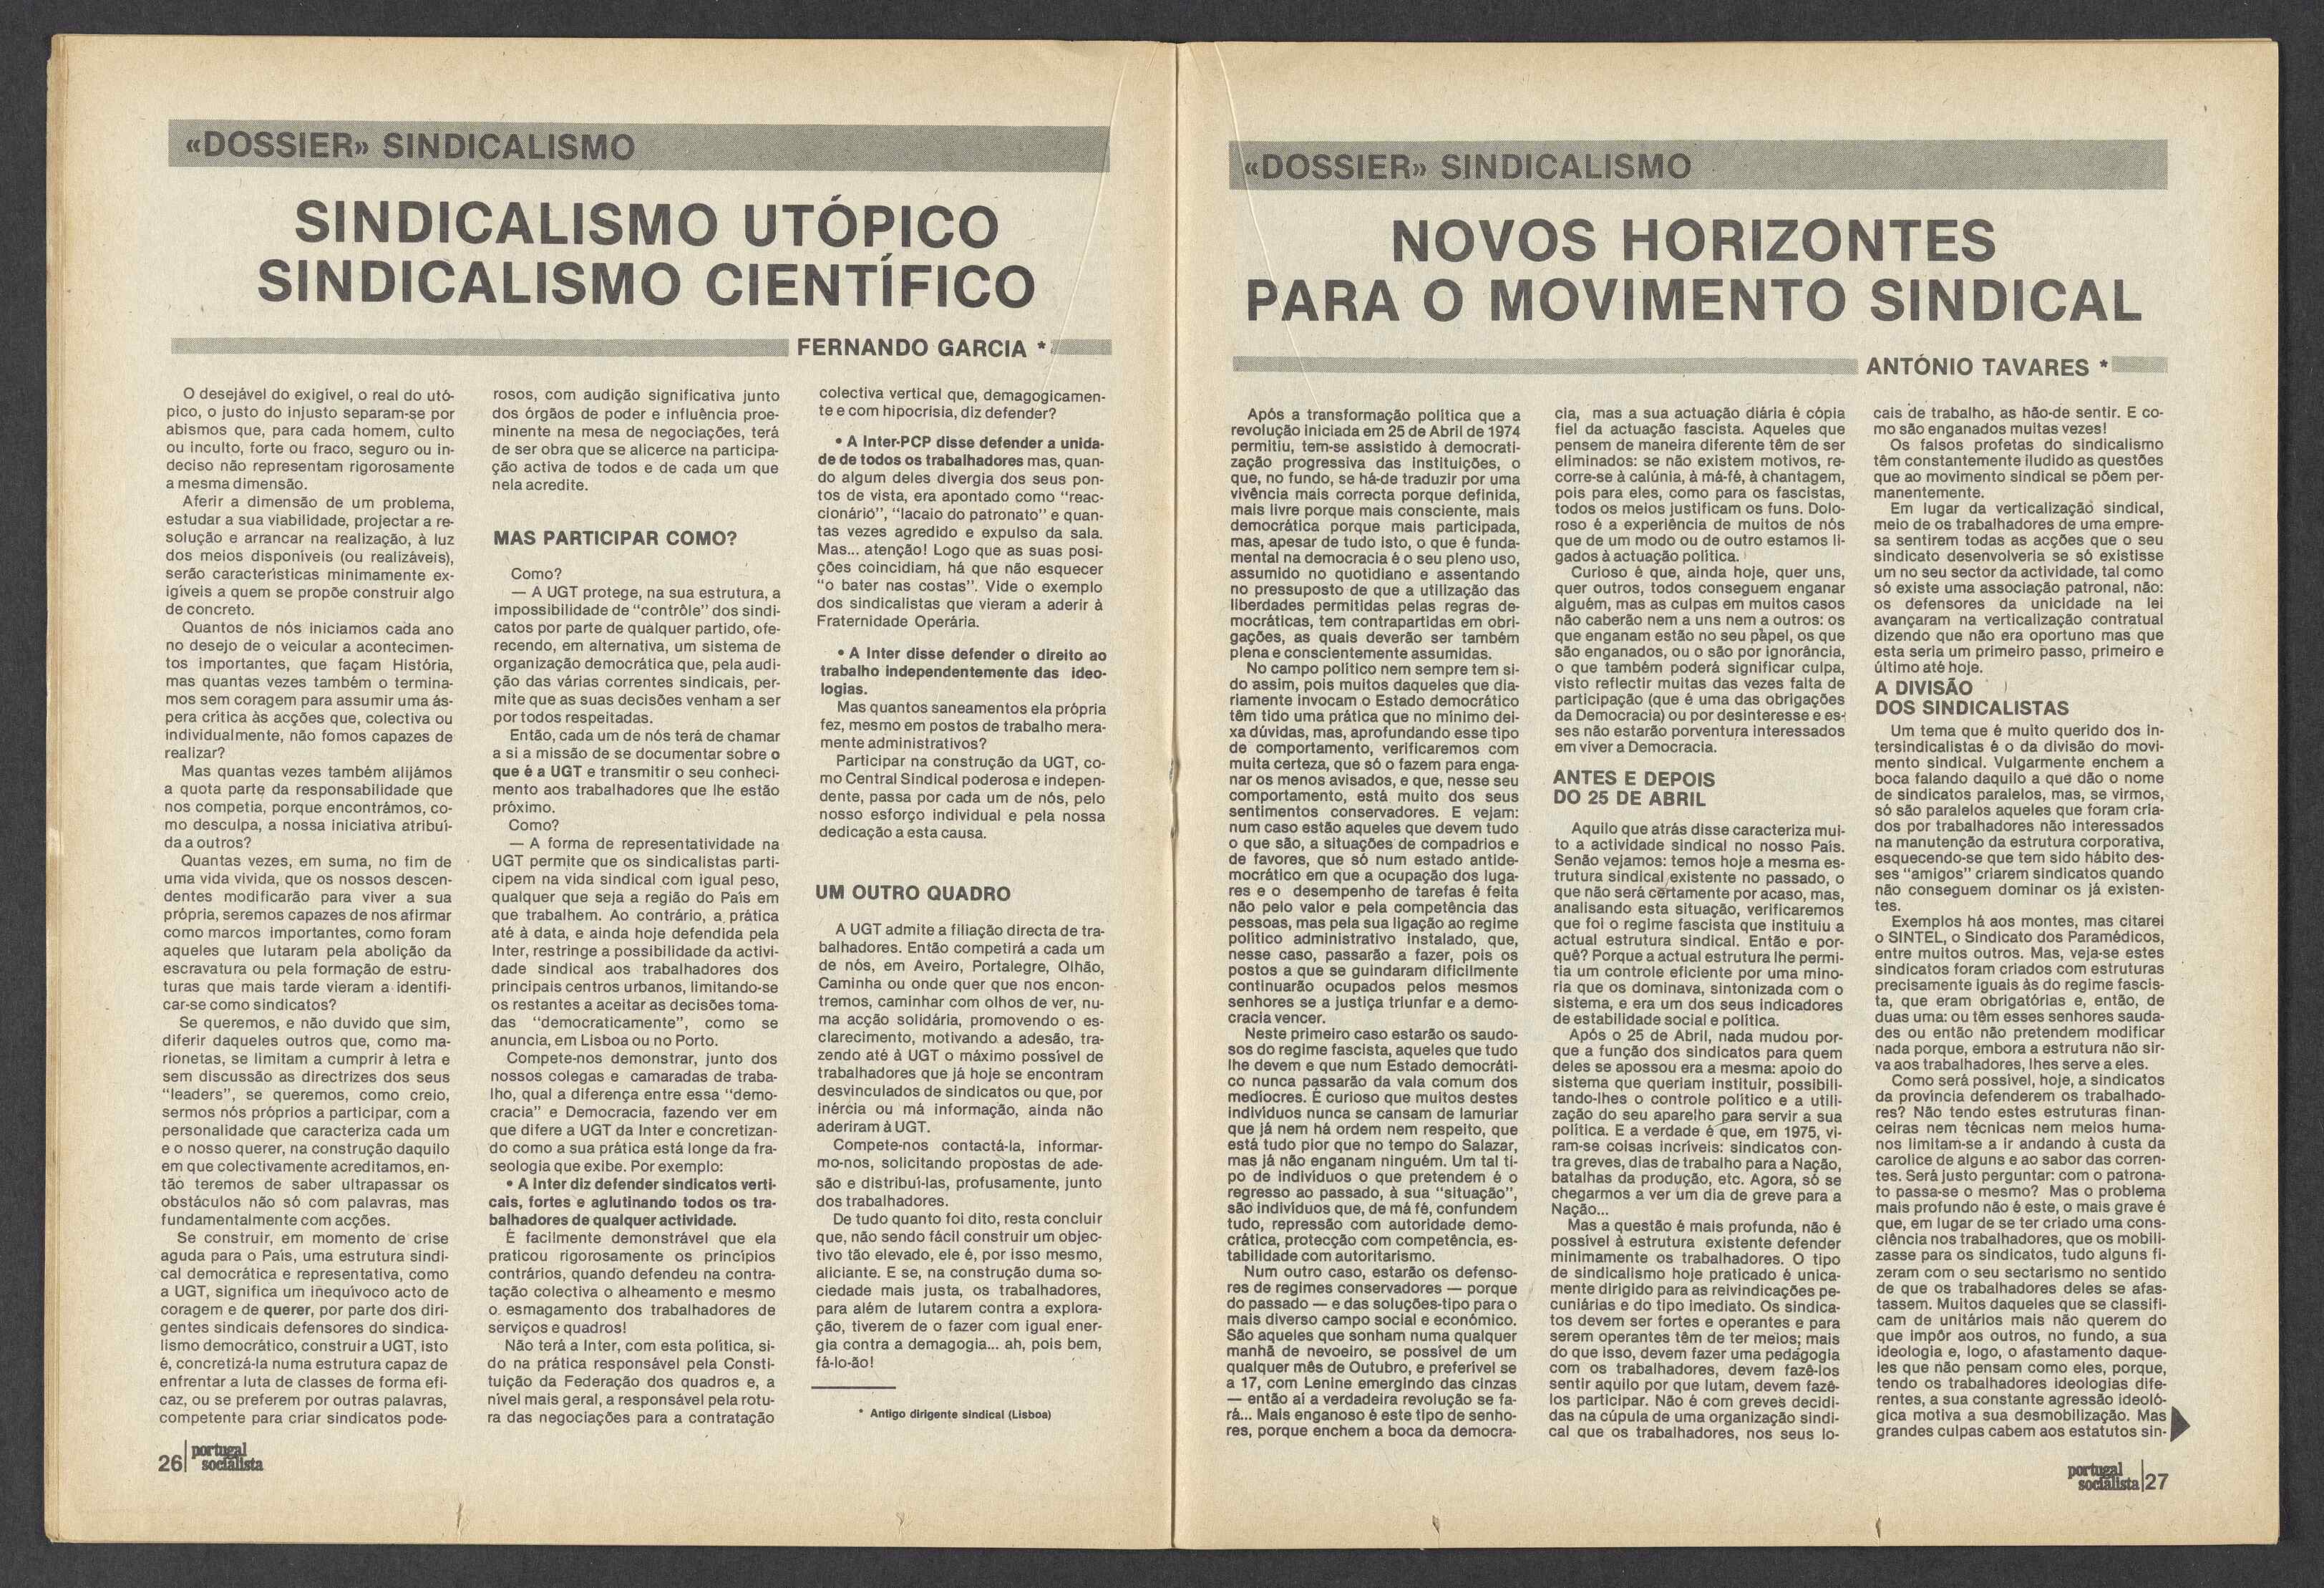 «DOSSIER» SINDICALISMO
SINDICALISMO UTÓPICO
SINDICALISMO CIENTÍFICO
FERNANDO GARCIA *
O desejável do exigível, o real do utó-
pico, o justo do injusto separam-se por
abismos que, para cada homem, culto
ou inculto, forte ou fraco, seguro ou in-
deciso não representam rigorosamente
a mesma dimensão.
Aferir a dimensão de um problema,
estudar a sua viabilidade, projectar a re-
solução e arrancar na realização, à luz
dos meios disponíveis (ou realizáveis),
serão características minimamente ex-
igíveis a quem se propõe construir algo
de concreto.
Quantos de nós iniciamos cada ano
no desejo de o veicular a acontecimen-
tos importantes, que façam História,
mas quantas vezes também o termina-
mos sem coragem para assumir uma ás-
pera crítica às acções que, colectiva ou
individualmente, não fomos capazes de
realizar?
Mas quantas vezes também alijámos
a quota parte da responsabilidade que
nos competia, porque encontrámos, co-
mo desculpa, a nossa iniciativa atribuí-
da a outros?
Quantas vezes, em suma, no fim de
uma vida vivida, que os nossos descen-
dentes modificarão para viver a sua
própria, seremos capazes de nos afirmar
como marcos importantes, como foram
aqueles que lutaram pela abolição da
escravatura ou pela formação de estru-
turas que mais tarde vieram a identifi-
car-se como sindicatos?
Se queremos, e não duvido que sim,
diferir daqueles outros que, como ma-
rionetas, se limitam a cumprir à letra e
sem discussão as directrizes dos seus
"leaders", se queremos, como creio,
sermos nós próprios a participar, com a
personalidade que caracteriza cada um
e o nosso querer, na construção daquilo
em que colectivamente acreditamos, en-
tão teremos de saber ultrapassar os
obstáculos não só com palavras, mas
fundamentalmente com acções.
Se construir, em momento de crise
aguda para o País, uma estrutura sindi-
cal democrática e representativa, como
a UGT, significa um inequívoco acto de
coragem e de querer, por parte dos diri-
gentes sindicais defensores do sindica-
lismo democrático, construir a UGT, isto
é, concretizá-la numa estrutura capaz de
enfrentar a luta de classes de forma efi-
caz, ou se preferem por outras palavras,
competente para criar sindicatos pode-
rosos, com audição significativa junto
dos órgãos de poder e influência proe-
minente na mesa de negociações, terá
de ser obra que se alicerce na participa-
ção activa de todos e de cada um que
nela acredite.
MAS PARTICIPAR COMO?
Como?
— A UGT protege, na sua estrutura, a
impossibilidade de "contrôle" dos sindi-
catos por parte de qualquer partido, ofe-
recendo, em alternativa, um sistema de
organização democrática que, pela audi-
ção das várias correntes sindicais, per-
mite que as suas decisões venham a ser
por todos respeitadas.
Então, cada um de nós terá de chamar
a si a missão de se documentar sobre o
que é a UGT e transmitir o seu conheci-
mento aos trabalhadores que lhe estão
próximo.
Como?
— A forma de representatividade na
UGT permite que os sindicalistas parti-
cipem na vida sindical com igual peso,
qualquer que seja a região do País em
que trabalhem. Ao contrário, a prática
até à data, e ainda hoje defendida pela
Inter, restringe a possibilidade da activi-
dade sindical aos trabalhadores dos
principais centros urbanos, limitando-se
os restantes a aceitar as decisões toma-
das "democraticamente", como se
anuncia, em Lisboa ou no Porto.
Compete-nos demonstrar, junto dos
nossos colegas e camaradas de traba-
lho, qual a diferença entre essa "demo-
cracia" e Democracia, fazendo ver em
que difere a UGT da Inter e concretizan-
do como a sua prática está longe da fra-
seologia que exibe. Por exemplo:
• A Inter diz defender sindicatos verti-
cais, fortes e aglutinando todos os tra-
balhadores de qualquer actividade.
É facilmente demonstrável que ela
praticou rigorosamente os princípios
contrários, quando defendeu na contra-
tação colectiva o alheamento e mesmo
o esmagamento dos trabalhadores de
serviços e quadros!
Não terá a Inter, com esta política, si-
do na prática responsável pela Consti-
tuição da Federação dos quadros e, a
nível mais geral, a responsável pela rotu-
ra das negociações para a contratação
colectiva vertical que, demagogicamen-
te e com hipocrisia, diz defender?
• A Inter-PCP disse defender a unida-
de de todos os trabalhadores mas, quan-
do algum deles divergia dos seus pon-
tos de vista, era apontado como "reac-
cionário", "lacaio do patronato" e quan-
tas vezes agredido e expulso da sala.
Mas... atenção! Logo que as suas posi-
ções coincidiam, há que não esquecer
"o bater nas costas". Vide o exemplo
dos sindicalistas que vieram a aderir à
Fraternidade Operária.
• A Inter disse defender o direito ao
trabalho independentemente das ideo-
logias.
Mas quantos saneamentos ela própria
fez, mesmo em postos de trabalho mera-
mente administrativos?
Participar na construção da UGT, co-
mo Central Sindical poderosa e indepen-
dente, passa por cada um de nós, pelo
nosso esforço individual e pela nossa
dedicação a esta causa.
UM OUTRO QUADRO
A UGT admite a filiação directa de tra-
balhadores. Então competirá a cada um
de nós, em Aveiro, Portalegre, Olhão,
Caminha ou onde quer que nos encon-
tremos, caminhar com olhos de ver, nu-
ma acção solidária, promovendo o es-
clarecimento, motivando a adesão, tra-
zendo até à UGT o máximo possível de
trabalhadores que já hoje se encontram
desvinculados de sindicatos ou que, por
inércia ou má informação, ainda não
aderiram à UGT.
Compete-nos contactá-la, informar-
mo-nos, solicitando propostas de ade-
são e distribuí-las, profusamente, junto
dos trabalhadores.
De tudo quanto foi dito, resta concluir
que, não sendo fácil construir um objec-
tivo tão elevado, ele é, por isso mesmo,
aliciante. E se, na construção duma so-
ciedade mais justa, os trabalhadores,
para além de lutarem contra a explora-
ção, tiverem de o fazer com igual ener-
gia contra a demagogia... ah, pois bem,
fá-lo-ão!
* Antigo dirigente sindical (Lisboa)
26 portugal
socialista
«DOSSIER» SINDICALISMO
NOVOS HORIZONTES
PARA O MOVIMENTO SINDICAL
ANTÓNIO TAVARES *
Após a transformação política que a
revolução iniciada em 25 de Abril de 1974
permitiu, tem-se assistido à democrati-
zação progressiva das instituições, o
que, no fundo, se há-de traduzir por uma
vivência mais correcta porque definida,
mais livre porque mais consciente, mais
democrática porque mais participada,
mas, apesar de tudo isto, o que é funda-
mental na democracia é o seu pleno uso,
assumido no quotidiano e assentando
no pressuposto de que a utilização das
liberdades permitidas pelas regras de-
mocráticas, tem contrapartidas em obri-
gações, as quais deverão ser também
plena e conscientemente assumidas.
No campo político nem sempre tem si-
do assim, pois muitos daqueles que dia-
riamente invocam o Estado democrático
têm tido uma prática que no mínimo dei-
xa dúvidas, mas, aprofundando esse tipo
de comportamento, verificaremos com
muita certeza, que só o fazem para enga-
nar os menos avisados, e que, nesse seu
comportamento, está muito dos seus
sentimentos conservadores. E vejam:
num caso estão aqueles que devem tudo
o que são, a situações de compadrios e
de favores, que só num estado antide-
mocrático em que a ocupação dos luga-
res e o desempenho de tarefas é feita
não pelo valor e pela competência das
pessoas, mas pela sua ligação ao regime
político administrativo instalado, que,
nesse caso, passarão a fazer, pois os
postos a que se guindaram dificilmente
continuarão ocupados pelos mesmos
senhores se a justiça triunfar e a demo-
cracia vencer.
Neste primeiro caso estarão os saudo-
sos do regime fascista, aqueles que tudo
lhe devem e que num Estado democráti-
co nunca passarão da vala comum dos
medíocres. É curioso que muitos destes
indivíduos nunca se cansam de lamuriar
que já nem há ordem nem respeito, que
está tudo pior que no tempo do Salazar,
mas já não enganam ninguém. Um tal ti-
po de indivíduos o que pretendem é o
regresso ao passado, à sua "situação",
são indivíduos que, de má fé, confundem
tudo, repressão com autoridade demo-
crática, protecção com competência, es-
tabilidade com autoritarismo.
Num outro caso, estarão os defenso-
res de regimes conservadores — porque
do passado — e das soluções-tipo para o
mais diverso campo social e económico.
São aqueles que sonham numa qualquer
manhã de nevoeiro, se possível de um
qualquer mês de Outubro, e preferível se
a 17, com Lenine emergindo das cinzas
— então aí a verdadeira revolução se fa-
rá... Mais enganoso é este tipo de senho-
res, porque enchem a boca da democra-
cia, mas a sua actuação diária é cópia
fiel da actuação fascista. Aqueles que
pensem de maneira diferente têm de ser
eliminados: se não existem motivos, re-
corre-se à calúnia, à má-fé, à chantagem,
pois para eles, como para os fascistas,
todos os meios justificam os funs. Dolo-
roso é a experiência de muitos de nós
que de um modo ou de outro estamos li-
gados à actuação política.
Curioso é que, ainda hoje, quer uns,
quer outros, todos conseguem enganar
alguém, mas as culpas em muitos casos
não caberão nem a uns nem a outros: os
que enganam estão no seu papel, os que
são enganados, ou o são por ignorância,
o que também poderá significar culpa,
visto reflectir muitas das vezes falta de
participação (que é uma das obrigações
da Democracia) ou por desinteresse e es-
ses não estarão porventura interessados
em viver a Democracia.
ANTES E DEPOIS
DO 25 DE ABRIL
Aquilo que atrás disse caracteriza mui-
to a actividade sindical no nosso País.
Senão vejamos: temos hoje a mesma es-
trutura sindical existente no passado, o
que não será certamente por acaso, mas,
analisando esta situação, verificaremos
que foi o regime fascista que instituiu a
actual estrutura sindical. Então e por-
quê? Porque a actual estrutura lhe permi-
tia um controle eficiente por uma mino-
ria que os dominava, sintonizada com o
sistema, e era um dos seus indicadores
de estabilidade social e política.
Após o 25 de Abril, nada mudou por-
que a função dos sindicatos para quem
deles se apossou era a mesma: apoio do
sistema que queriam instituir, possibili-
tando-lhes o controle político e a utili-
zação do seu aparelho para servir a sua
política. E a verdade é que, em 1975, vi-
ram-se coisas incríveis: sindicatos con-
tra greves, dias de trabalho para a Nação,
batalhas da produção, etc. Agora, só se
chegarmos a ver um dia de greve para a
Nação...
Mas a questão é mais profunda, não é
possível à estrutura existente defender
minimamente os trabalhadores. O tipo
de sindicalismo hoje praticado é unica-
mente dirigido para as reivindicações pe-
cuniárias e do tipo imediato. Os sindica-
tos devem ser fortes e operantes e para
serem operantes têm de ter meios; mais
do que isso, devem fazer uma pedagogia
com os trabalhadores, devem fazê-los
sentir aquilo por que lutam, devem fazê-
los participar. Não é com greves decidi-
das na cúpula de uma organização sindi-
cal que os trabalhadores, nos seus lo-
cais de trabalho, as hão-de sentir. E co-
mo são enganados muitas vezes!
Os falsos profetas do sindicalismo
têm constantemente iludido as questões
que ao movimento sindical se põem per-
manentemente.
Em lugar da verticalização sindical,
meio de os trabalhadores de uma empre-
sa sentirem todas as acções que o seu
sindicato desenvolveria se só existisse
um no seu sector da actividade, tal como
só existe uma associação patronal, não:
os defensores da unicidade na lei
avançaram na verticalização contratual
dizendo que não era oportuno mas que
esta seria um primeiro passo, primeiro e
último até hoje.
A DIVISÃO
DOS SINDICALISTAS
Um tema que é muito querido dos in-
tersindicalistas é o da divisão do movi-
mento sindical. Vulgarmente enchem a
boca falando daquilo a que dão o nome
de sindicatos paralelos, mas, se virmos,
só são paralelos aqueles que foram cria-
dos por trabalhadores não interessados
na manutenção da estrutura corporativa,
esquecendo-se que tem sido hábito des-
ses "amigos" criarem sindicatos quando
não conseguem dominar os já existen-
tes.
Exemplos há aos montes, mas citarei
o SINTEL, o Sindicato dos Paramédicos,
entre muitos outros. Mas, veja-se estes
sindicatos foram criados com estruturas
precisamente iguais às do regime fascis-
ta, que eram obrigatórias e, então, de
duas uma: ou têm esses senhores sauda-
des ou então não pretendem modificar
nada porque, embora a estrutura não sir-
va aos trabalhadores, lhes serve a eles.
Como será possível, hoje, a sindicatos
da província defenderem os trabalhado-
res? Não tendo estes estruturas finan-
ceiras nem técnicas nem meios huma-
nos limitam-se a ir andando à custa da
carolice de alguns e ao sabor das corren-
tes. Será justo perguntar: com o patrona-
to passa-se o mesmo? Mas o problema
mais profundo não é este, o mais grave é
que, em lugar de se ter criado uma cons-
ciência nos trabalhadores, que os mobili-
zasse para os sindicatos, tudo alguns fi-
zeram com o seu sectarismo no sentido
de que os trabalhadores deles se afas-
tassem. Muitos daqueles que se classifi-
cam de unitários mais não querem do
que impôr aos outros, no fundo, a sua
ideologia e, logo, o afastamento daque-
les que não pensam como eles, porque,
tendo os trabalhadores ideologias dife-
rentes, a sua constante agressão ideoló-
gica motiva a sua desmobilização. Mas
grandes culpas cabem aos estatutos sin-
portugal
socialista 27